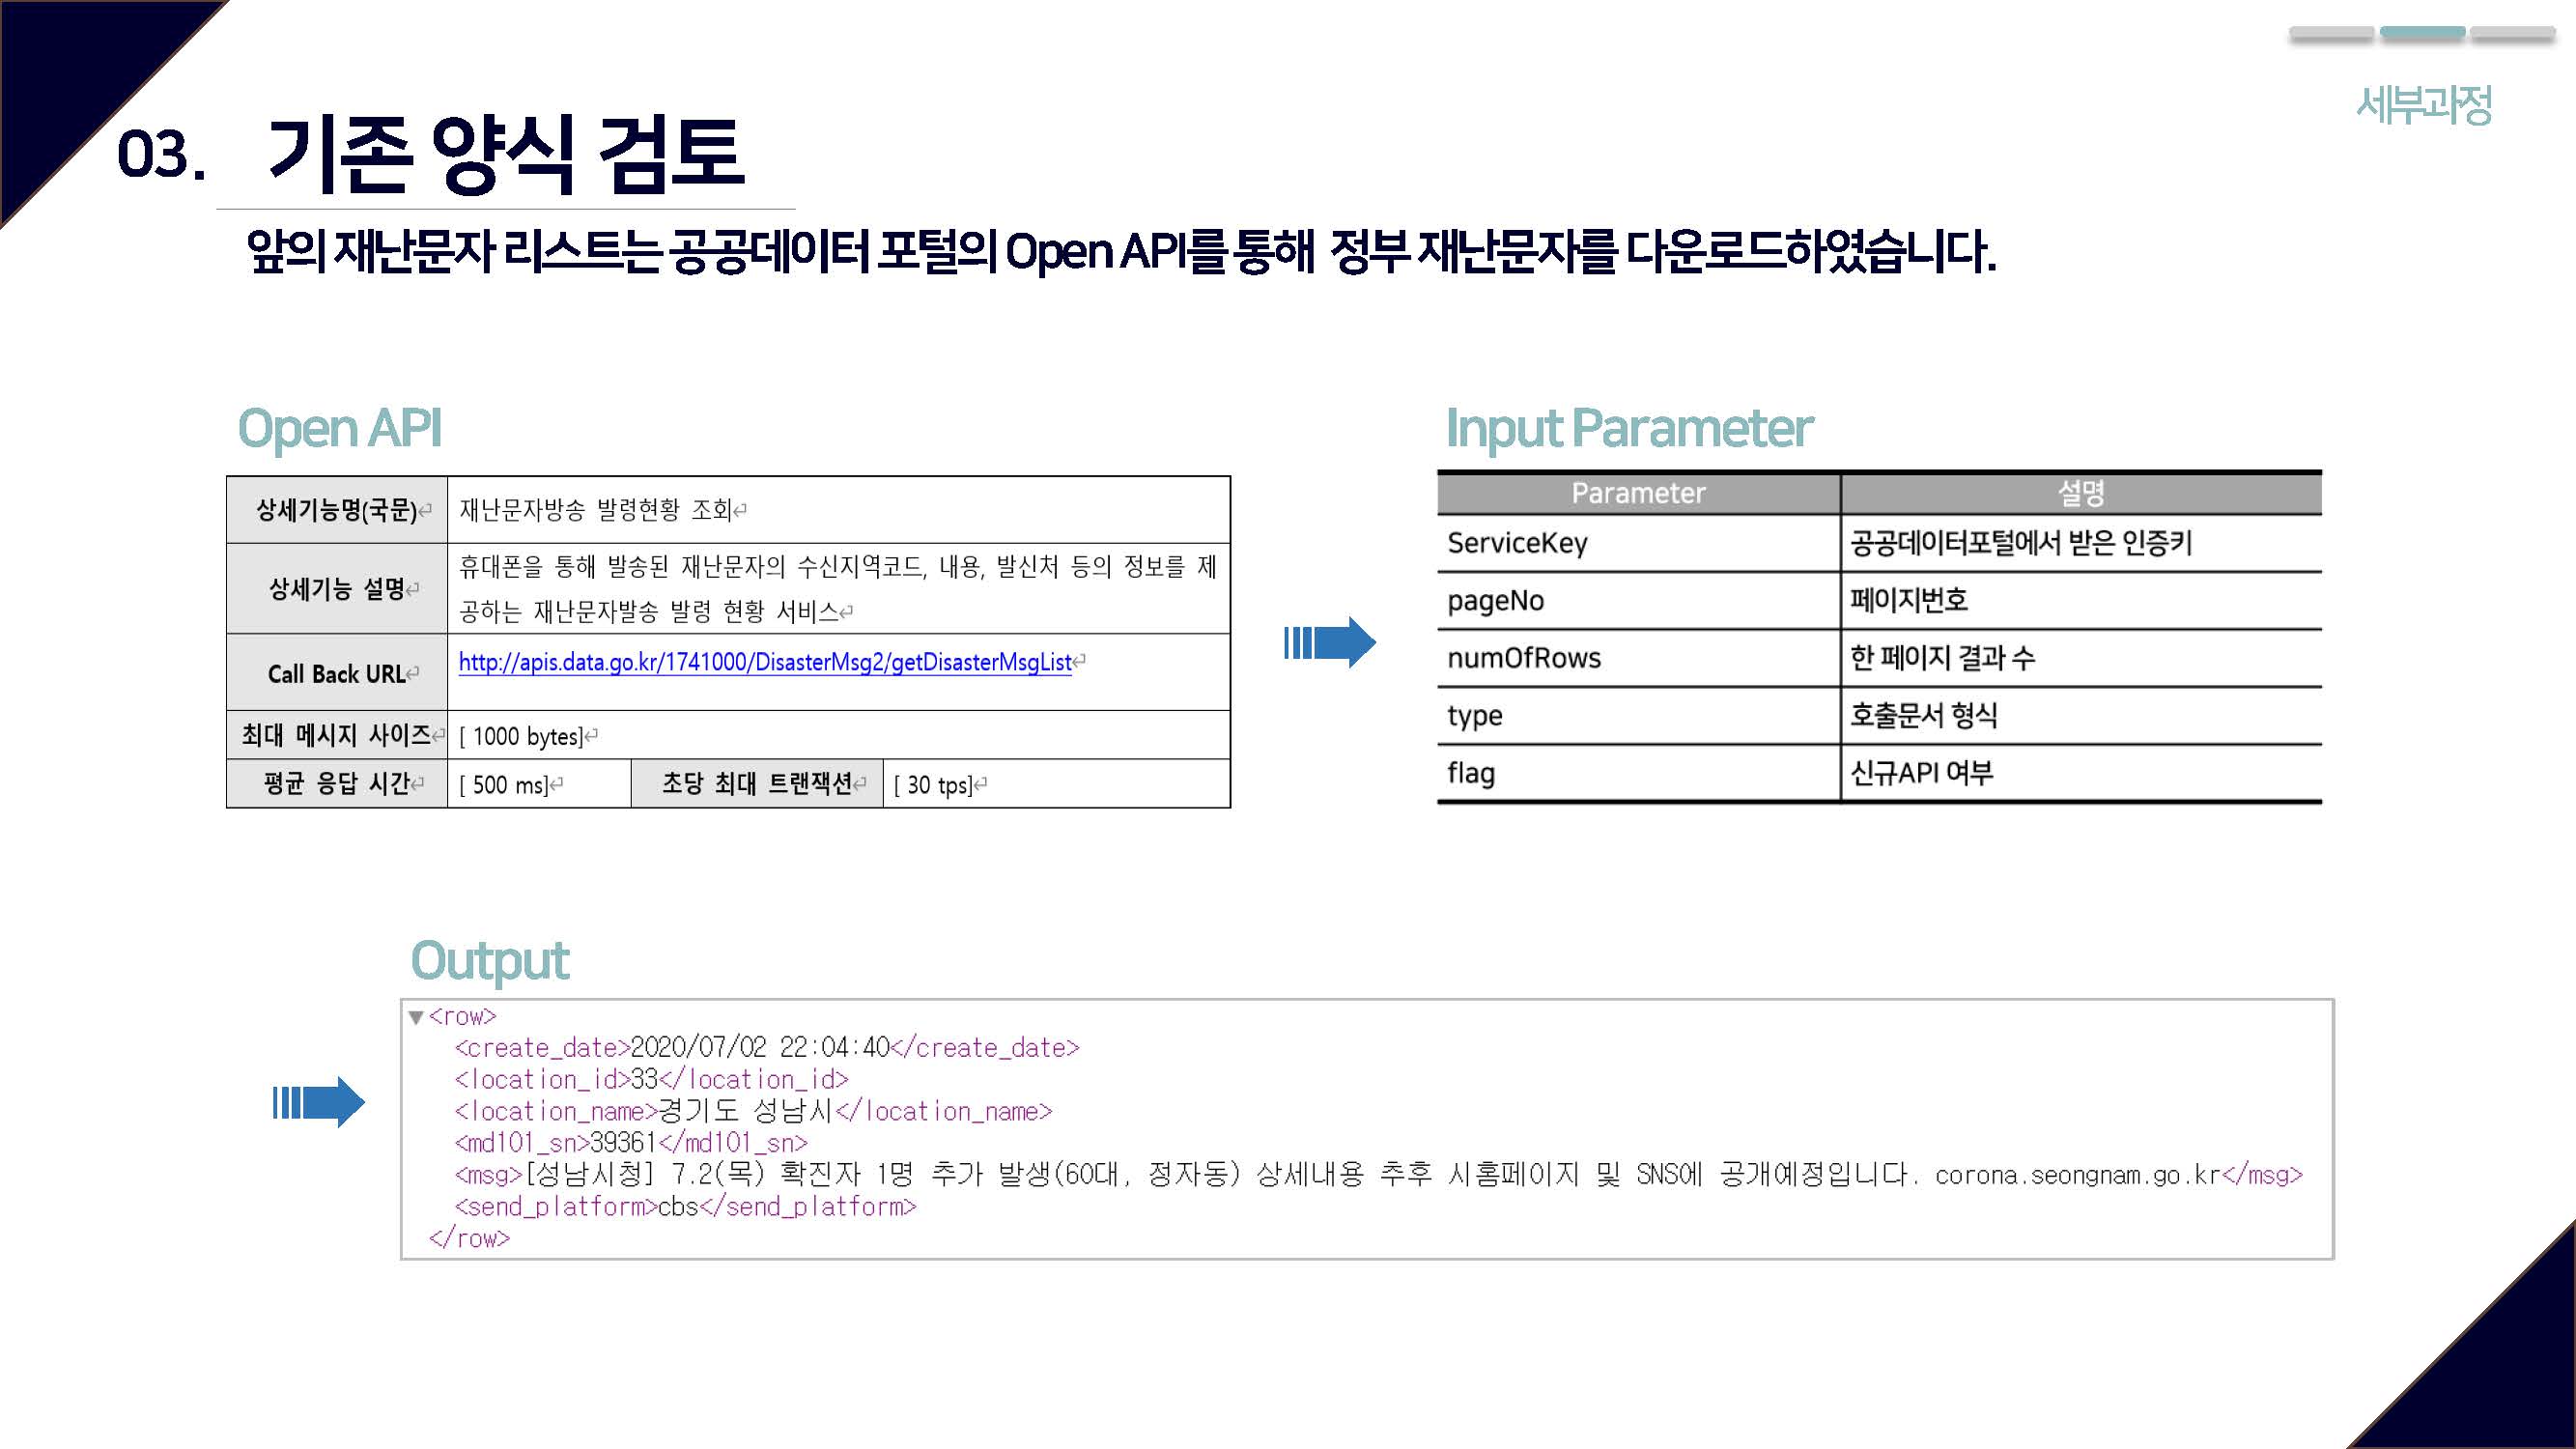 세부과정
03. 기존 양식 검토
앞의 재난문자 리스트는 공공데이터 포털의 Open API를 통해 정부 재난문자를 다운로드하였습니다.
Open API
상세기능명(국문) 재난문자방송 발령현황 조회
상세기능 설명 휴대폰을 통해 발송된 재난문자의 수신지역코드, 내용, 발신처 등의 정보를 제
공하는 재난문자발송 발령 현황 서비스
Call Back URL http://apis.data.go.kr/1741000/DisasterMsg2/getDisasterMsgList
최대 메시지 사이즈 [ 1000 bytes]
평균 응답 시간 [ 500 ms] 초당 최대 트랜잭션 [ 30 tps]
Input Parameter
Parameter 설명
ServiceKey 공공데이터포털에서 받은 인증키
pageNo 페이지번호
numOfRows 한 페이지 결과 수
type 호출문서 형식
flag 신규API 여부
Output
▼<row>
<create_date>2020/07/02 22:04:40</create_date>
<location_id>33</location_id>
<location_name>경기도 성남시</location_name>
<md101_sn>39361</md101_sn>
<msg>[성남시청] 7.2(목) 확진자 1명 추가 발생(60대, 정자동) 상세내용 추후 시홈페이지 및 SNS에 공개예정입니다. corona.seongnam.go.kr</msg>
<send_platform>cbs</send_platform>
</row>